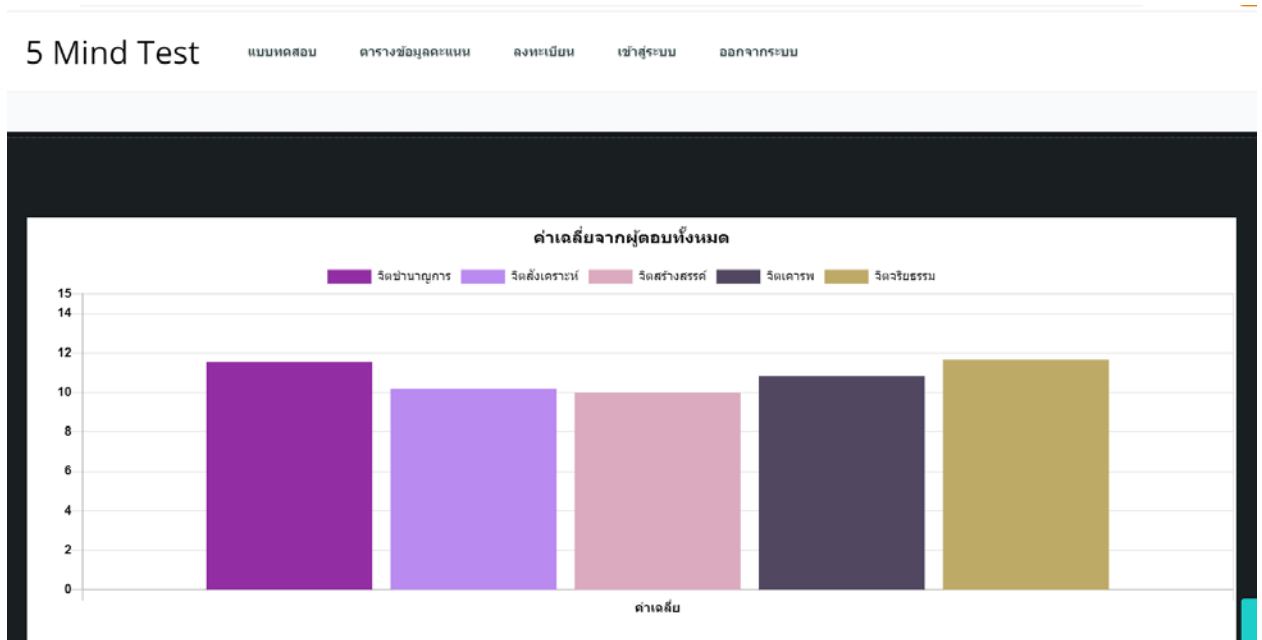 5 Mind Test แบบทดสอบ ตารางข้อมูลคะแนน ลงทะเบียน เข้าสู่ระบบ ออกจากระบบ
ค่าเฉลี่ยจากผู้ตอบทั้งหมด
จิตชำนาญการ จิตสั่งเคราะห์ จิตสร้างสรรค์ จิตเคารพ จิตจริยธรรม
15
14
12
10
8
6
4
2
0
ค่าเฉลี่ย